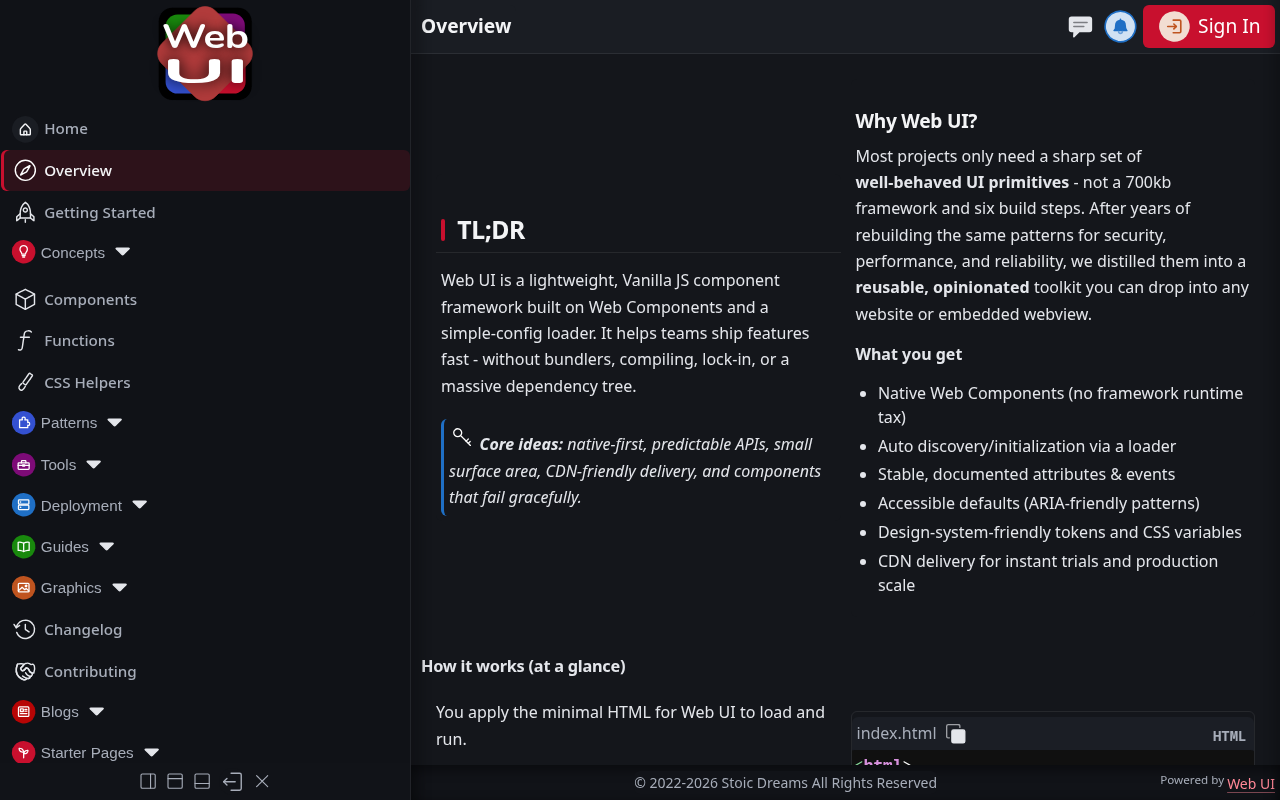 Web
UI
Home
Overview
Getting Started
Concepts
Components
Functions
CSS Helpers
Patterns
Tools
Deployment
Guides
Graphics
Changelog
Contributing
Blogs
Starter Pages
Overview
Sign In
TL;DR
Web UI is a lightweight, Vanilla JS component
framework built on Web Components and a
simple-config loader. It helps teams ship features
fast - without bundlers, compiling, lock-in, or a
massive dependency tree.
Core ideas: native-first, predictable APIs, small
surface area, CDN-friendly delivery, and components
that fail gracefully.
Why Web UI?
Most projects only need a sharp set of
well-behaved UI primitives - not a 700kb
framework and six build steps. After years of
rebuilding the same patterns for security,
performance, and reliability, we distilled them into a
reusable, opinionated toolkit you can drop into any
website or embedded webview.
What you get
Native Web Components (no framework runtime
tax)
Auto discovery/initialization via a loader
Stable, documented attributes & events
Accessible defaults (ARIA-friendly patterns)
Design-system-friendly tokens and CSS variables
CDN delivery for instant trials and production
scale
How it works (at a glance)
You apply the minimal HTML for Web UI to load and
run.
index.html
HTML
<html>
© 2022-2026 Stoic Dreams All Rights Reserved
Powered by Web UI